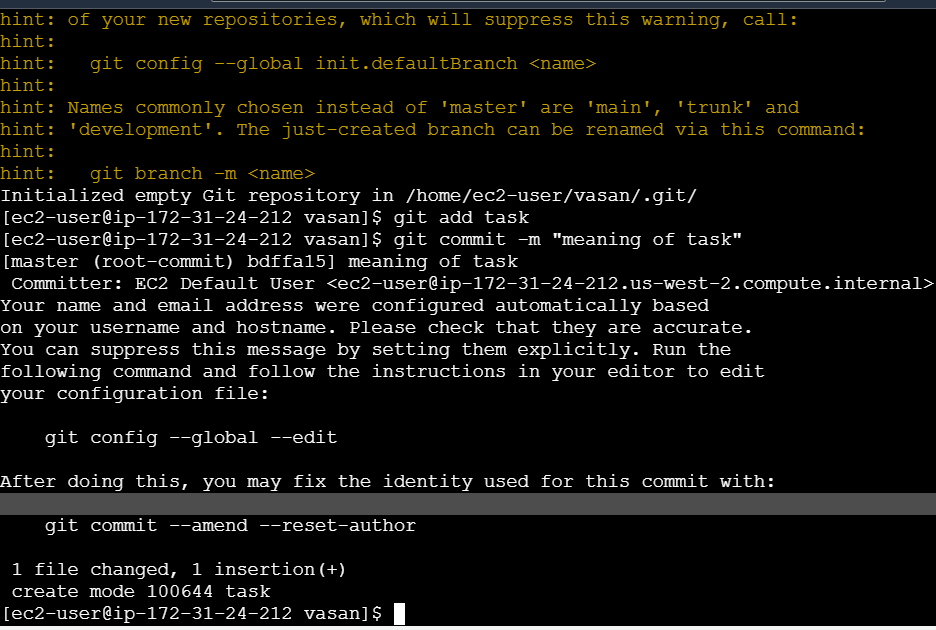 hint: of your new repositories, which will suppress this warning, call:
hint:
hint:   git config --global init.defaultBranch <name>
hint:
hint: Names commonly chosen instead of 'master' are 'main', 'trunk' and
hint: 'development'. The just-created branch can be renamed via this command:
hint:
hint:   git branch -m <name>
Initialized empty Git repository in /home/ec2-user/vasan/.git/
[ec2-user@ip-172-31-24-212 vasan]$ git add task
[ec2-user@ip-172-31-24-212 vasan]$ git commit -m "meaning of task"
[master (root-commit) bdffa15] meaning of task
 Committer: EC2 Default User <ec2-user@ip-172-31-24-212.us-west-2.compute.internal>
Your name and email address were configured automatically based
on your username and hostname. Please check that they are accurate.
You can suppress this message by setting them explicitly. Run the
following command and follow the instructions in your editor to edit
your configuration file:

    git config --global --edit

After doing this, you may fix the identity used for this commit with:

    git commit --amend --reset-author

 1 file changed, 1 insertion(+)
 create mode 100644 task
[ec2-user@ip-172-31-24-212 vasan]$